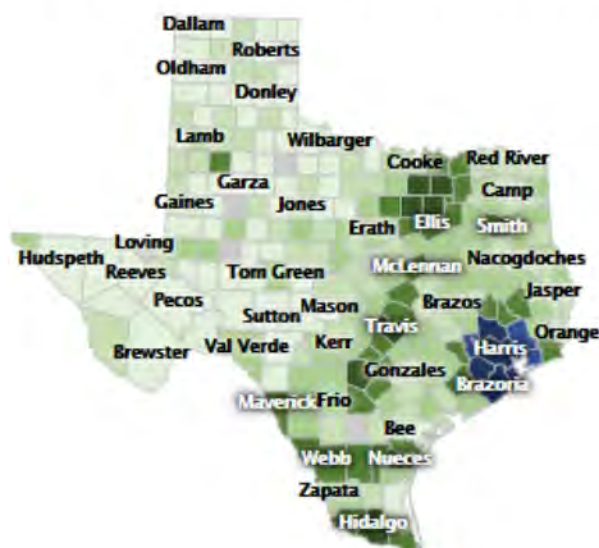 Dallam
Roberts
Oldham
Donley
Lamb
Wilbarger
Cooke
Red River
Garza
Camp
Gaines
Jones
Erath
Ellis
Smith
Loving
Hudspeth
Reeves
Tom Green
McLennan
Nacogdoches
Pecos
Sutton
Mason
Brazos
Jasper
Travis
Orange
Brewster
Val Verde
Kerr
Harris
Gonzales
Brazoria
Maverick
Frio
Bee
Webb
Nueces
Zapata
Hidalgo